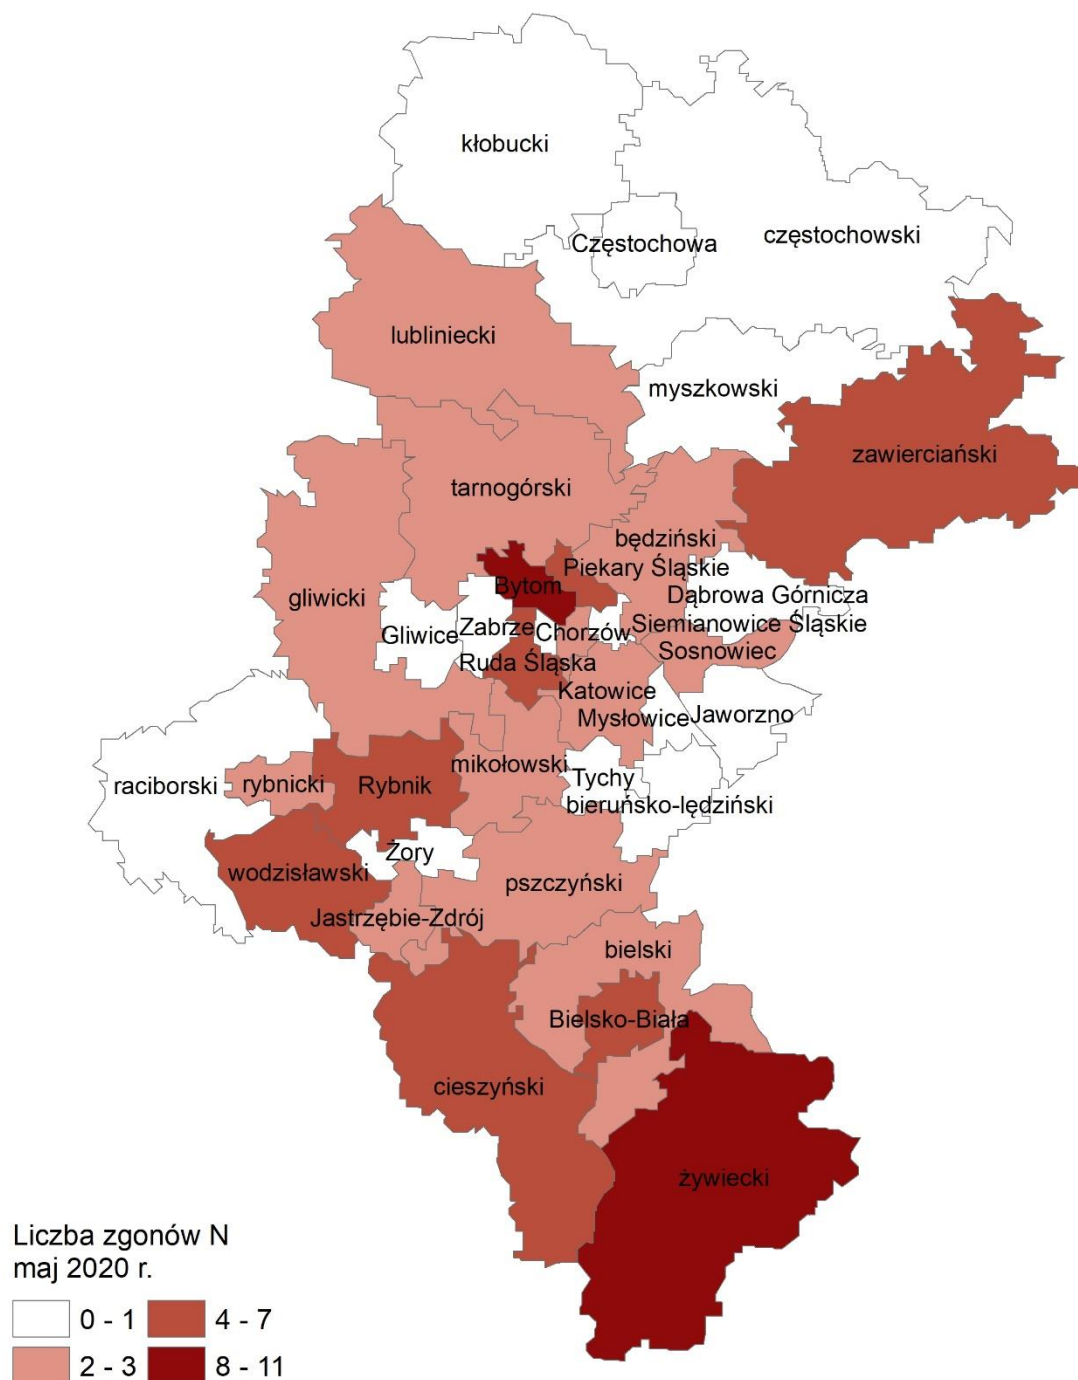 kłobucki
Częstochowa
częstochowski
lubliniecki
myszkowski
zawierciański
tarnogórski
będziński
Piekary Śląskie
Bytom
Dąbrowa Górnicza
gliwicki
Gliwice
Zabrze
Chorzów
Siemianowice Śląskie
Sosnowiec
Ruda Śląska
Katowice
Mysłowice
Jaworzno
mikołowski
Tychy
raciborski
rybnicki
Rybnik
bieruńsko-lędziński
Żory
wodzisławski
pszczyński
Jastrzębie-Zdrój
bielski
Bielsko-Biała
cieszyński
żywiecki
Liczba zgonów N
maj 2020 r.
0 - 1
4 - 7
2 - 3
8 - 11